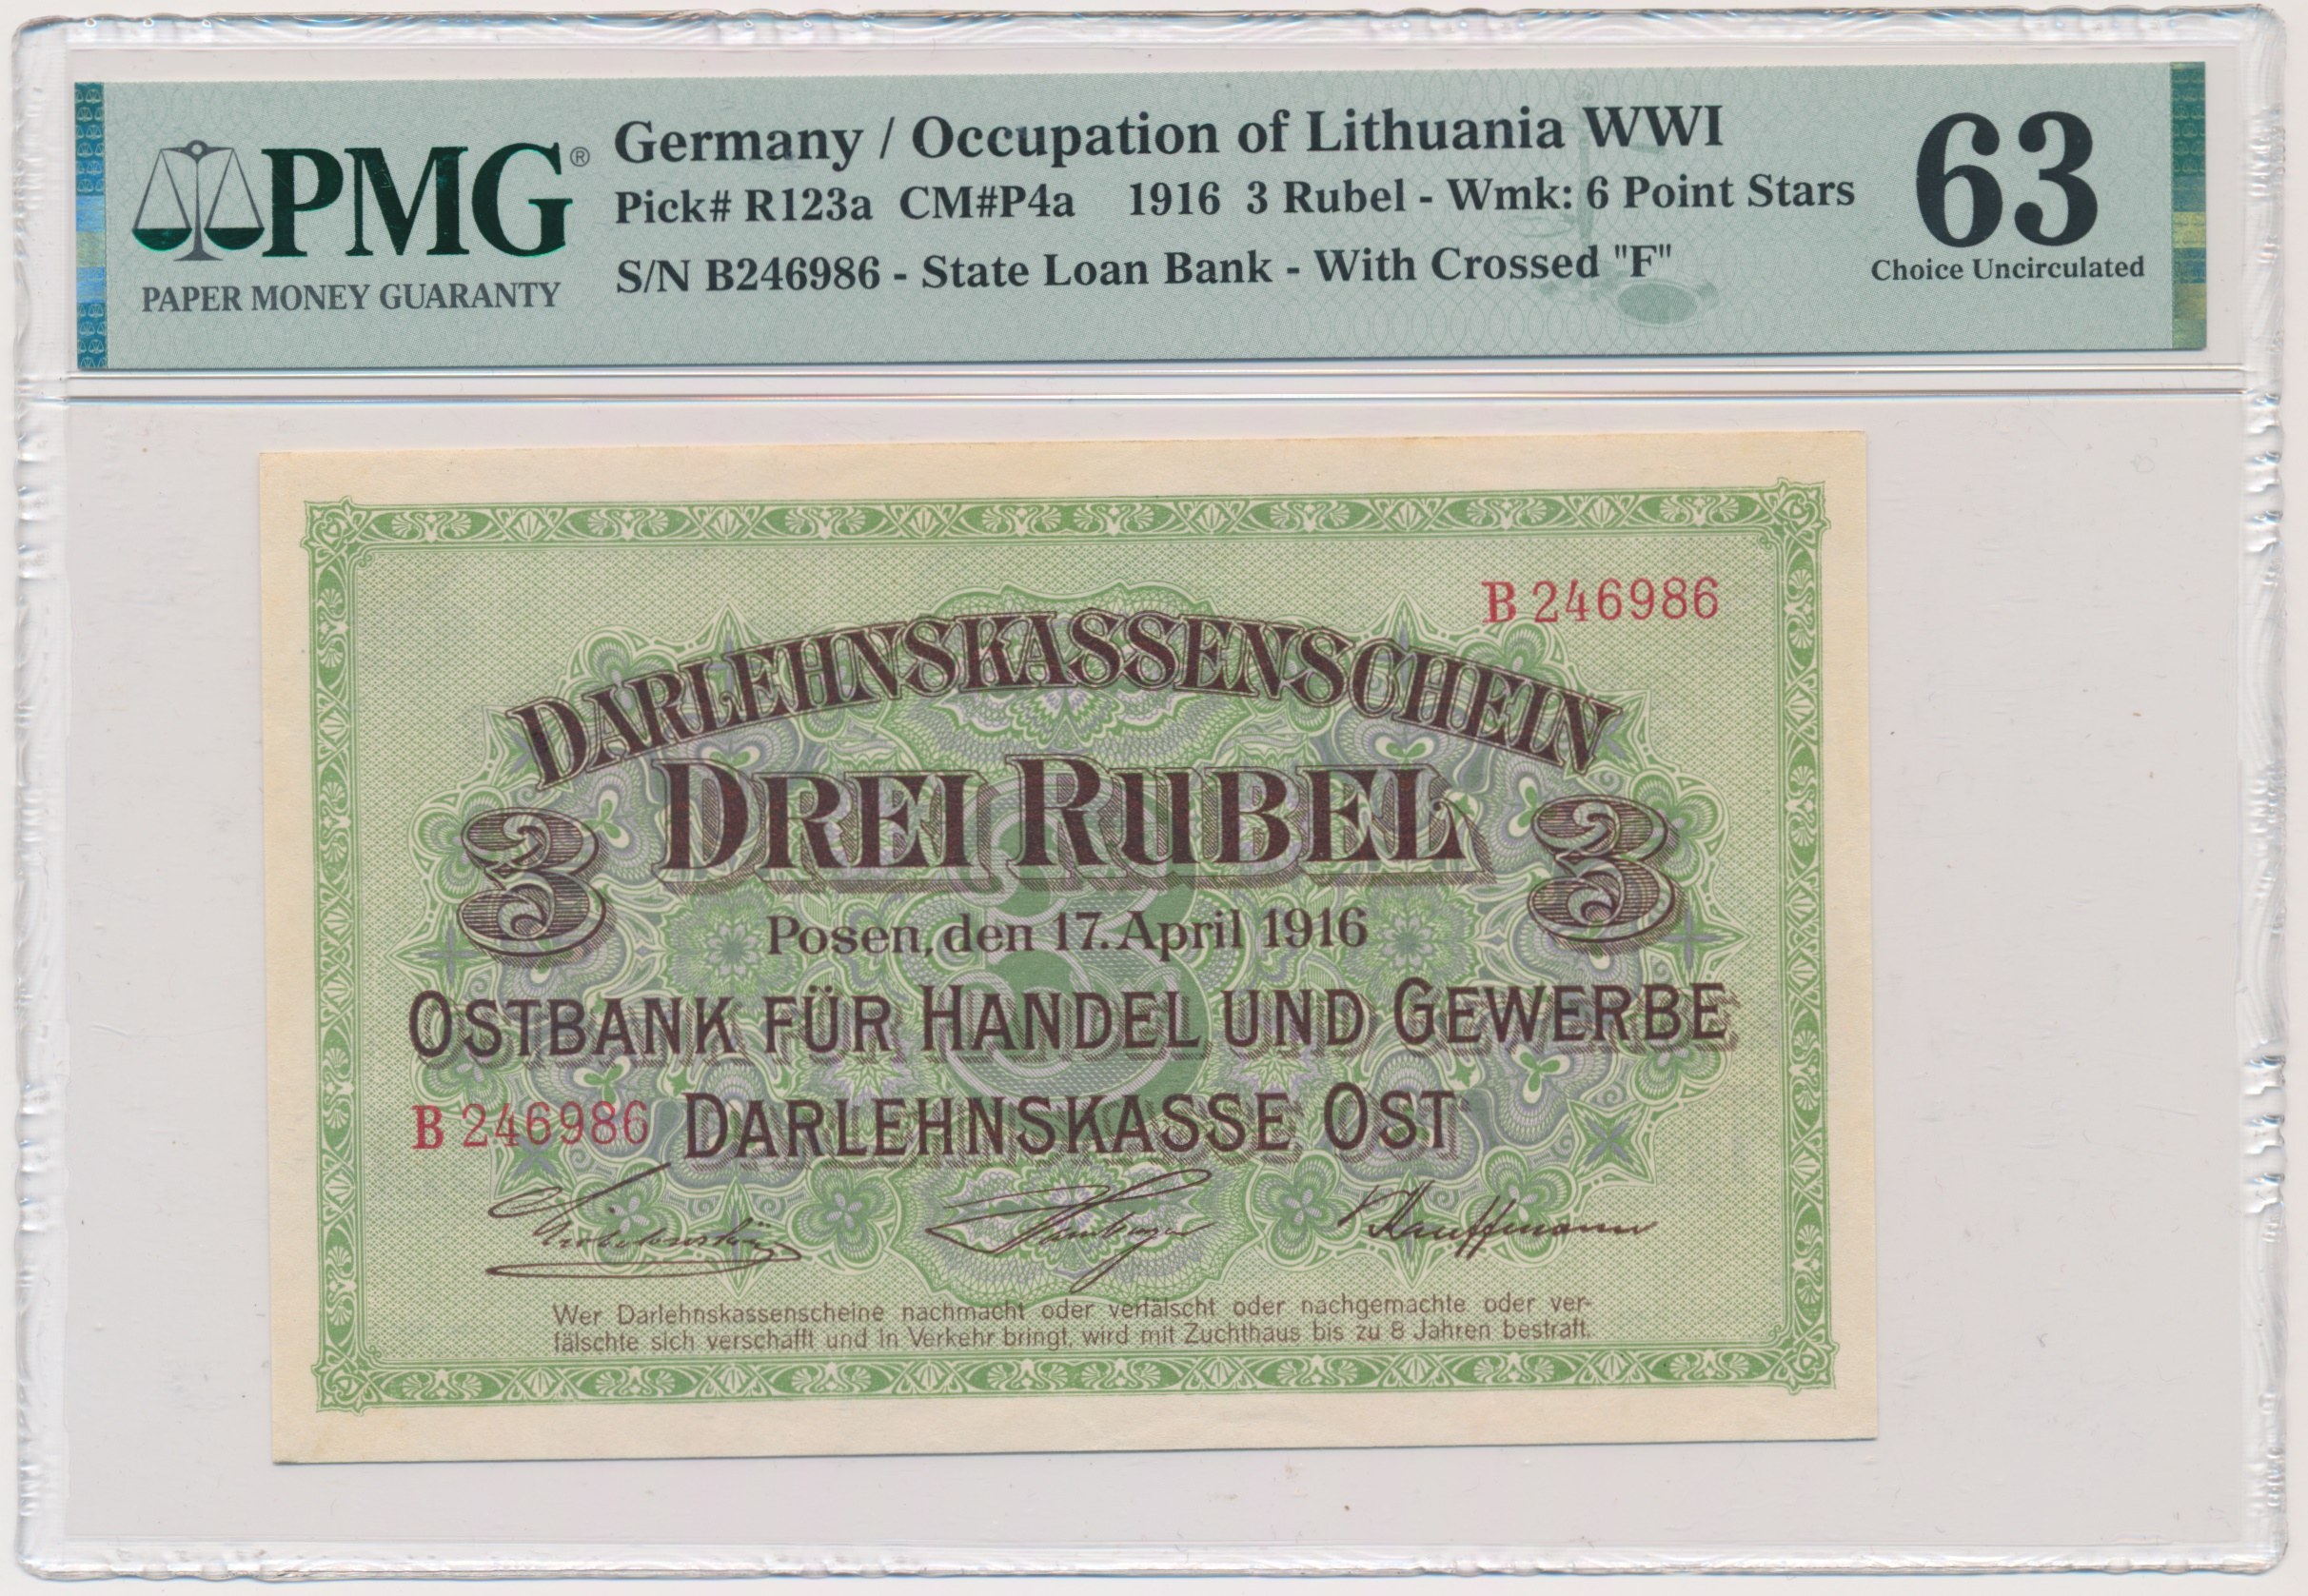 PMG®
PAPER MONEY GUARANTY
Germany / Occupation of Lithuania WWI
Pick# R123a CM#P4a 1916 3 Rubel - Wmk: 6 Point Stars
S/N B246986 - State Loan Bank - With Crossed "F"
63
Choice Uncirculated
B 246986
DARLEHNSKASSENSCHEIN
3 DREI RUBEL 3
Posen, den 17. April 1916
OSTBANK FÜR HANDEL UND GEWERBE
B 246986 DARLEHNSKASSE OST
Hamburger Kauffmann
Wer Darlehnskassenscheine nachmacht oder verfälscht oder nachgemachte oder ver-
fälschte sich verschafft und in Verkehr bringt, wird mit Zuchthaus bis zu 8 Jahren bestraft.